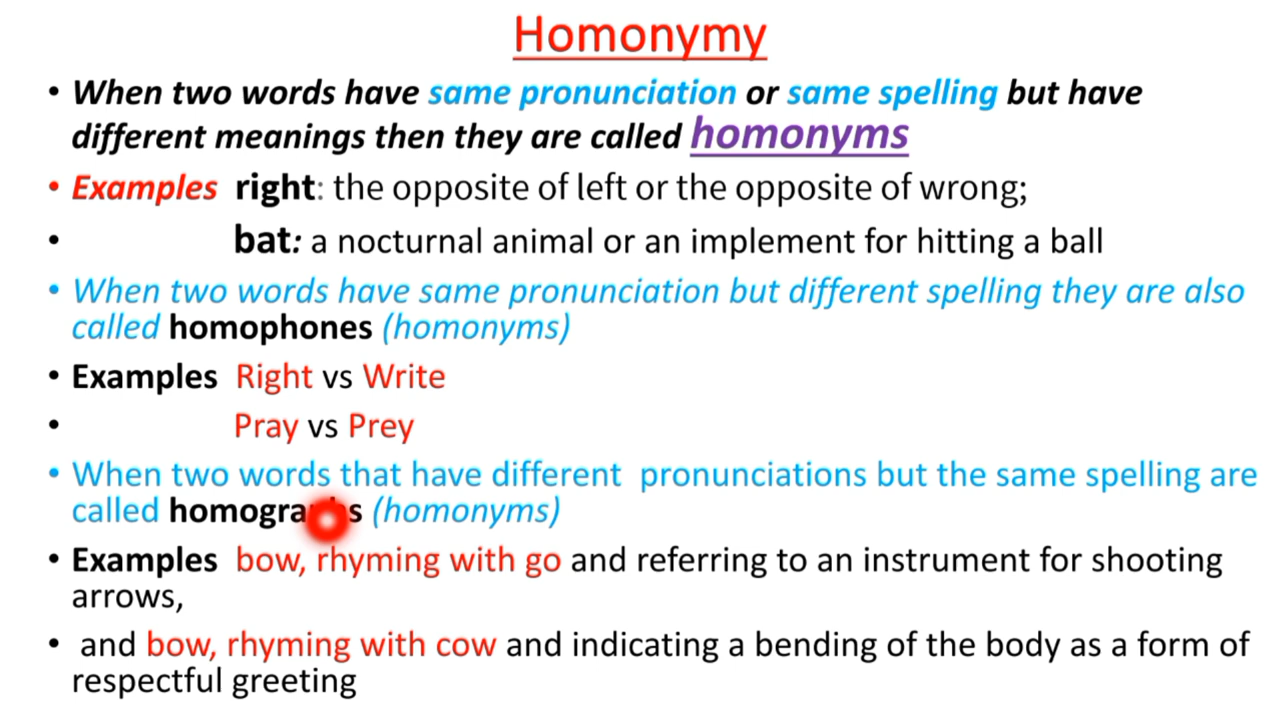 Homonymy
• When two words have same pronunciation or same spelling but have
different meanings then they are called homonyms
• Examples right: the opposite of left or the opposite of wrong;
• bat: a nocturnal animal or an implement for hitting a ball
• When two words have same pronunciation but different spelling they are also
called homophones (homonyms)
• Examples Right vs Write
• Pray vs Prey
• When two words that have different pronunciations but the same spelling are
called homographs (homonyms)
• Examples bow, rhyming with go and referring to an instrument for shooting
arrows,
• and bow, rhyming with cow and indicating a bending of the body as a form of
respectful greeting